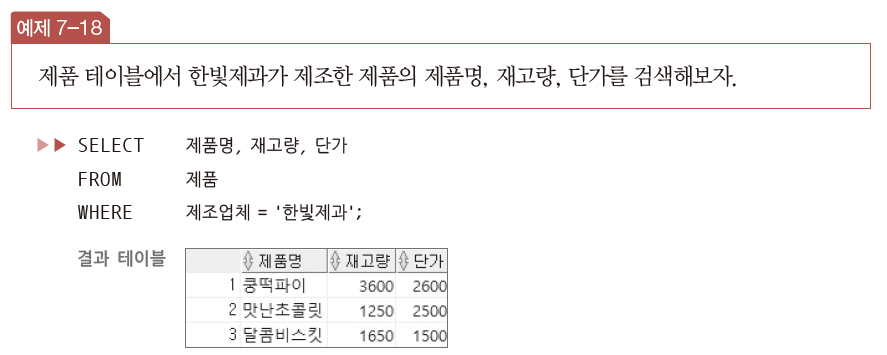 예제 7-18
제품 테이블에서 한빛제과가 제조한 제품의 제품명, 재고량, 단가를 검색해보자.
SELECT 제품명, 재고량, 단가
FROM 제품
WHERE 제조업체 = '한빛제과';
결과 테이블
제품명 재고량 단가
1 쿵떡파이 3600 2600
2 맛난초콜릿 1250 2500
3 달콤비스킷 1650 1500